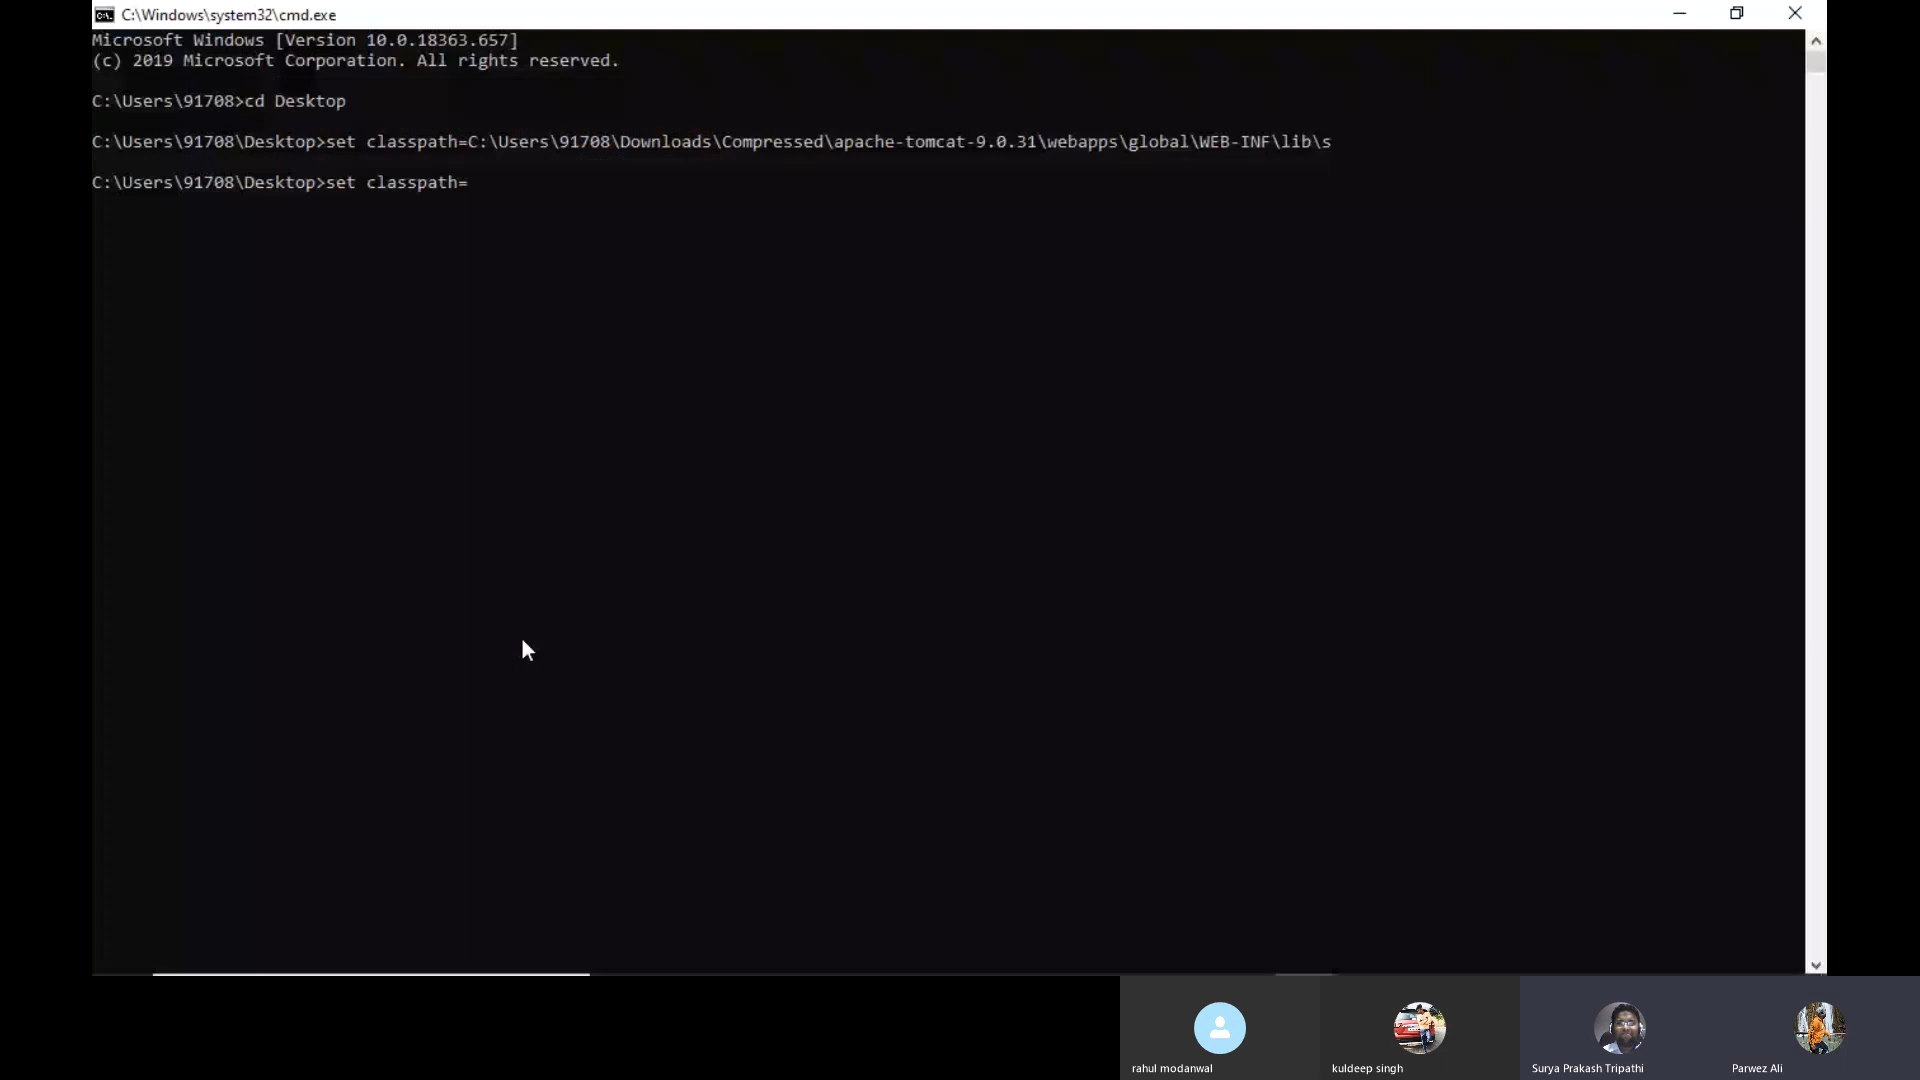 C:\Windows\system32\cmd.exe
Microsoft Windows [Version 10.0.18363.657]
(c) 2019 Microsoft Corporation. All rights reserved.
C:\Users\91708>cd Desktop
C:\Users\91708\Desktop>set classpath=C:\Users\91708\Downloads\Compressed\apache-tomcat-9.0.31\webapps\global\WEB-INF\lib\s
C:\Users\91708\Desktop>set classpath=
rahul modanwal
kuldeep singh
Surya Prakash Tripathi
Parwez Ali